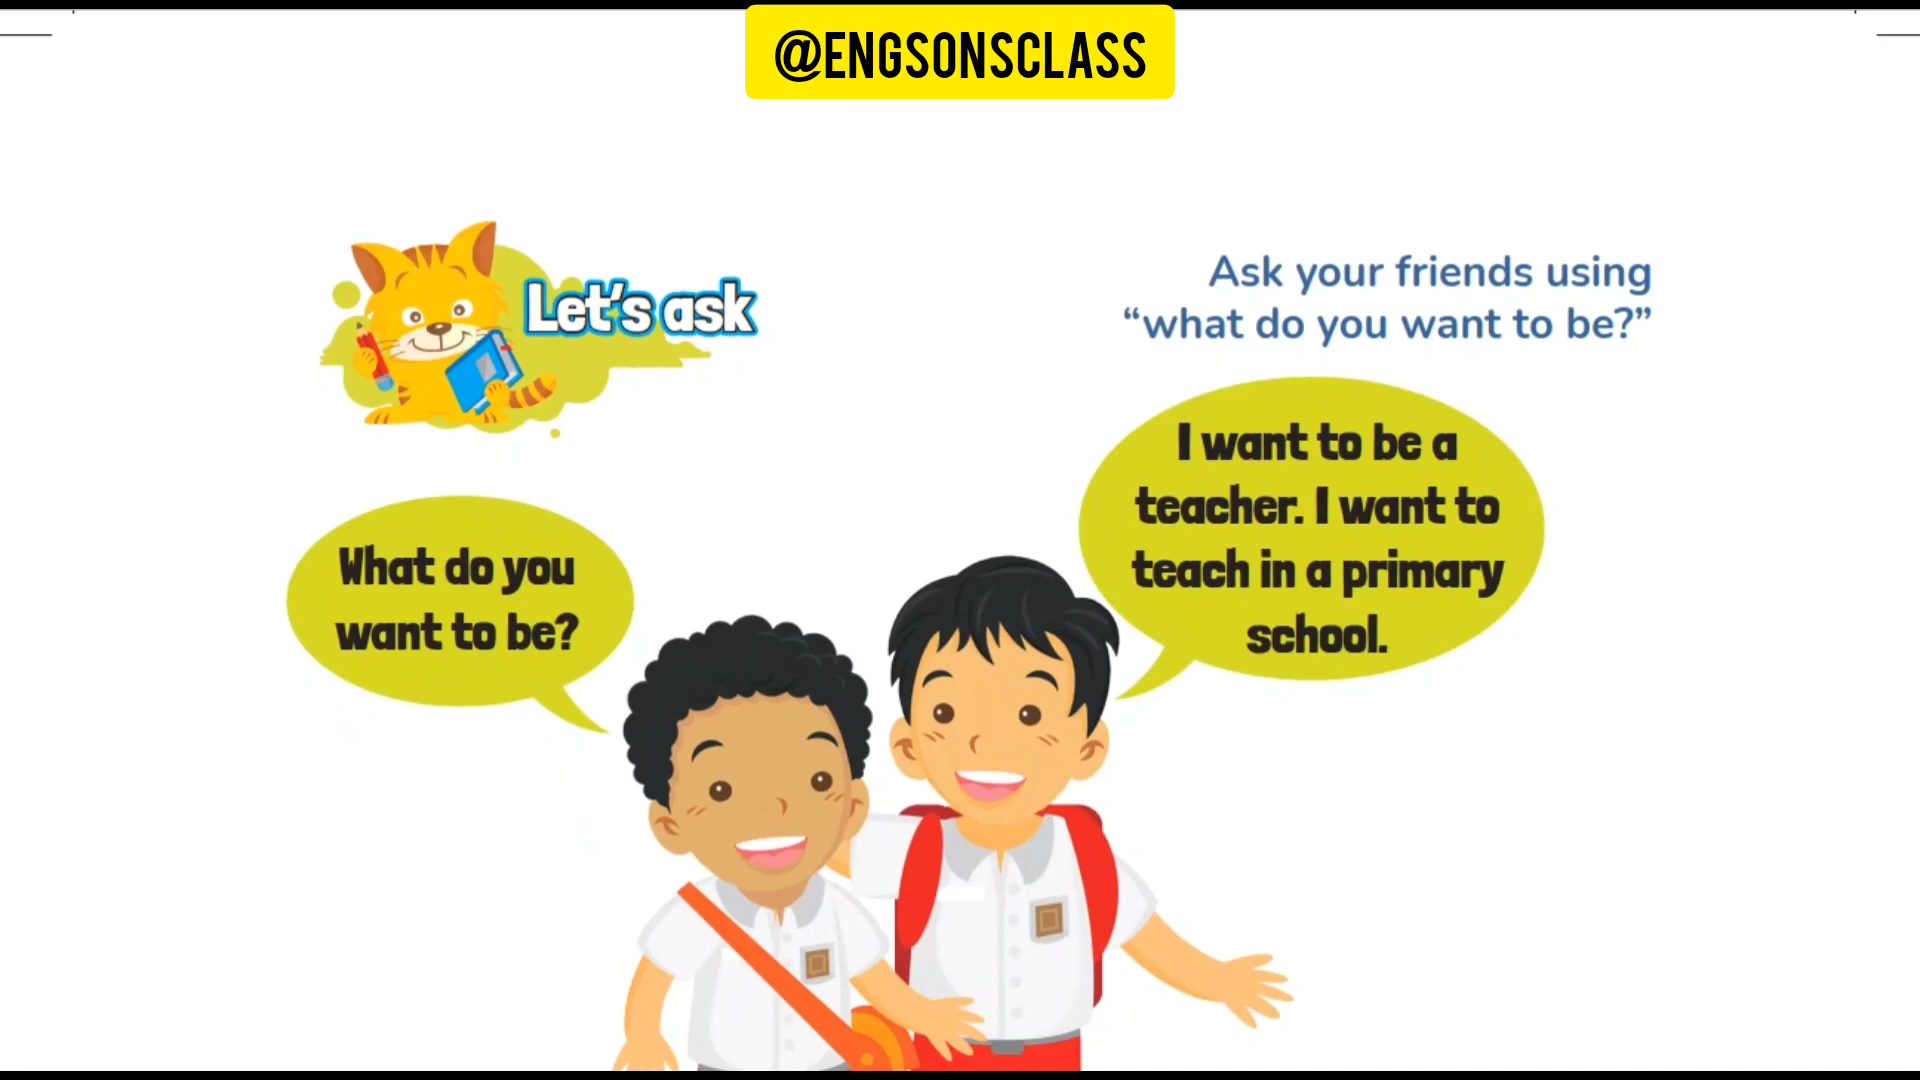 @ENGSONSCLASS
Let's ask
Ask your friends using
“what do you want to be?”
What do you
want to be?
I want to be a
teacher. I want to
teach in a primary
school.